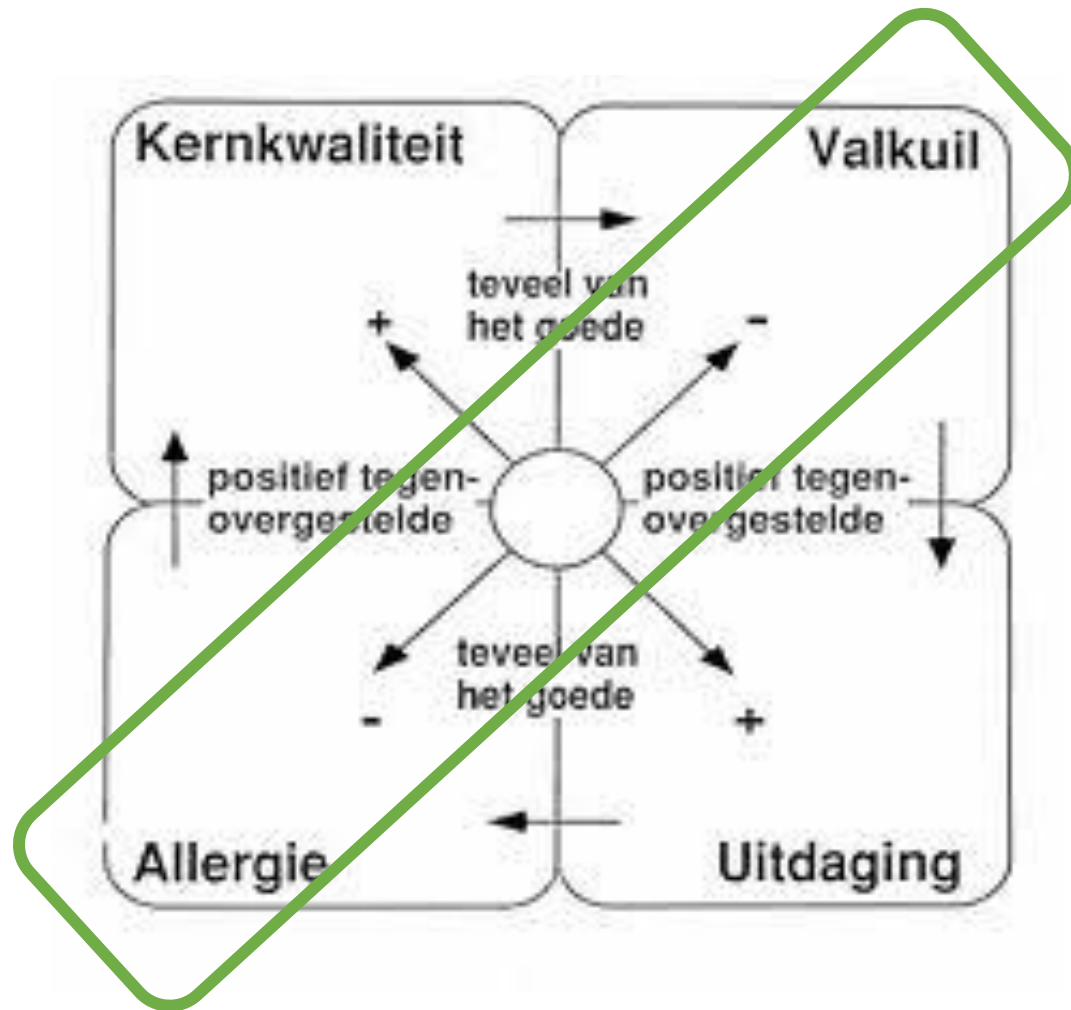 Kernkwaliteit
Valkuil
teveel van
het goede
+
-
positief tegen-
overgestelde
positief tegen-
overgestelde
teveel van
het goede
-
+
Allergie
Uitdaging